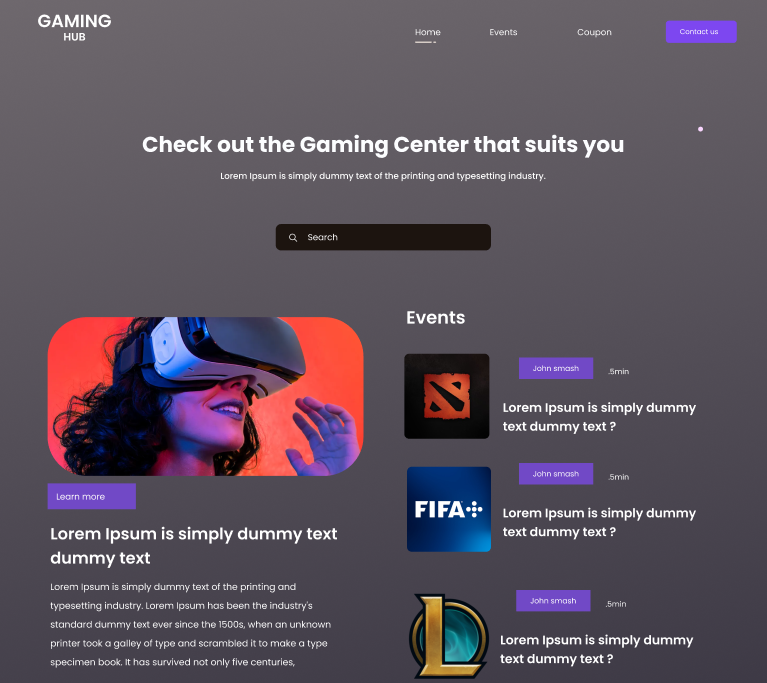 GAMING
HUB
Home
Events
Coupon
Contact us
Check out the Gaming Center that suits you
Lorem Ipsum is simply dummy text of the printing and typesetting industry.
Search
Learn more
Lorem Ipsum is simply dummy text
dummy text
Lorem Ipsum is simply dummy text of the printing and
typesetting industry. Lorem Ipsum has been the industry's
standard dummy text ever since the 1500s, when an unknown
printer took a galley of type and scrambled it to make a type
specimen book. It has survived not only five centuries,
Events
John smash
.5min
Lorem Ipsum is simply dummy
text dummy text ?
FIFA+
John smash
.5min
Lorem Ipsum is simply dummy
text dummy text ?
L
John smash
.5min
Lorem Ipsum is simply dummy
text dummy text ?